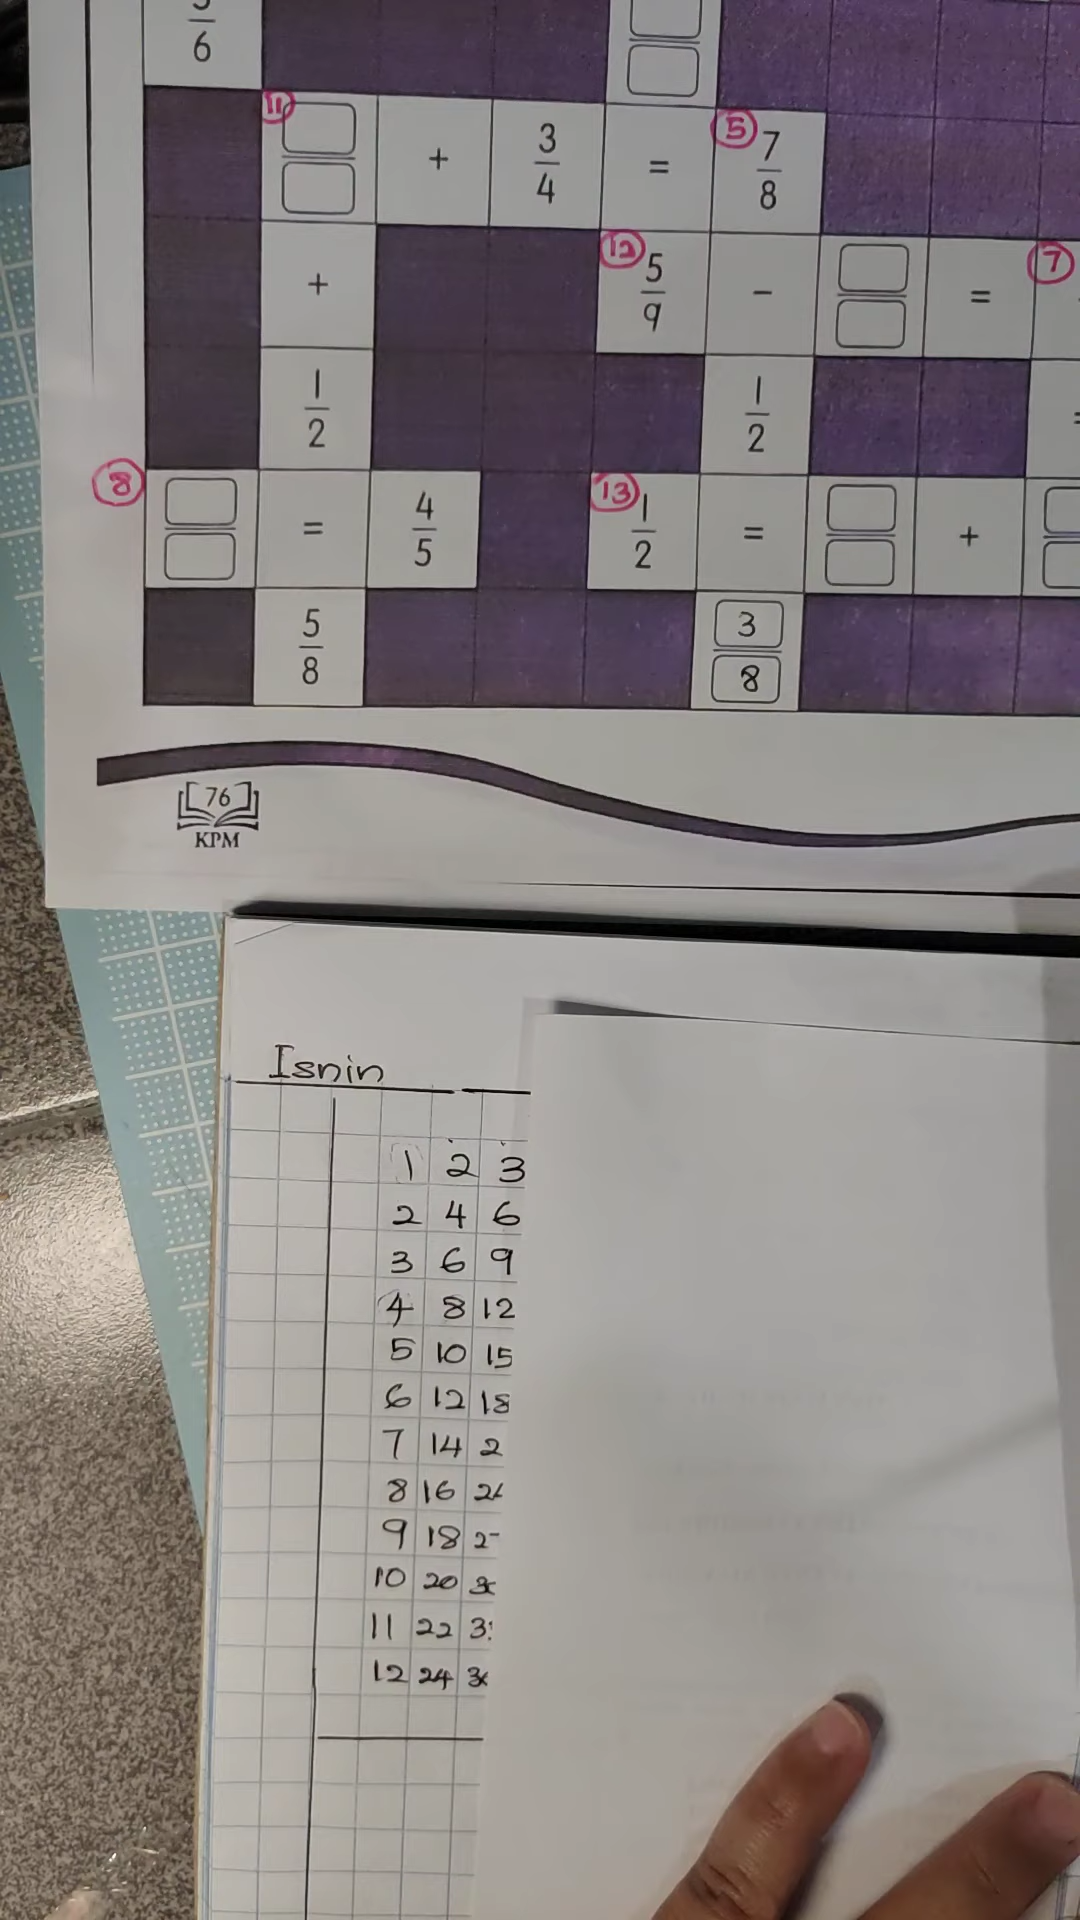 6
11 + 3/4 = 5 7/8
+ 12 5/9 - = 7
1/2 1/2
8 = 4/5 13 1/2 = +
5/8 3/8
76
KPM
Isnin
1 2 3
2 4 6
3 6 9
4 8 12
5 10 15
6 12 18
7 14 2
8 16
9 18
10 20
11 22
12 24